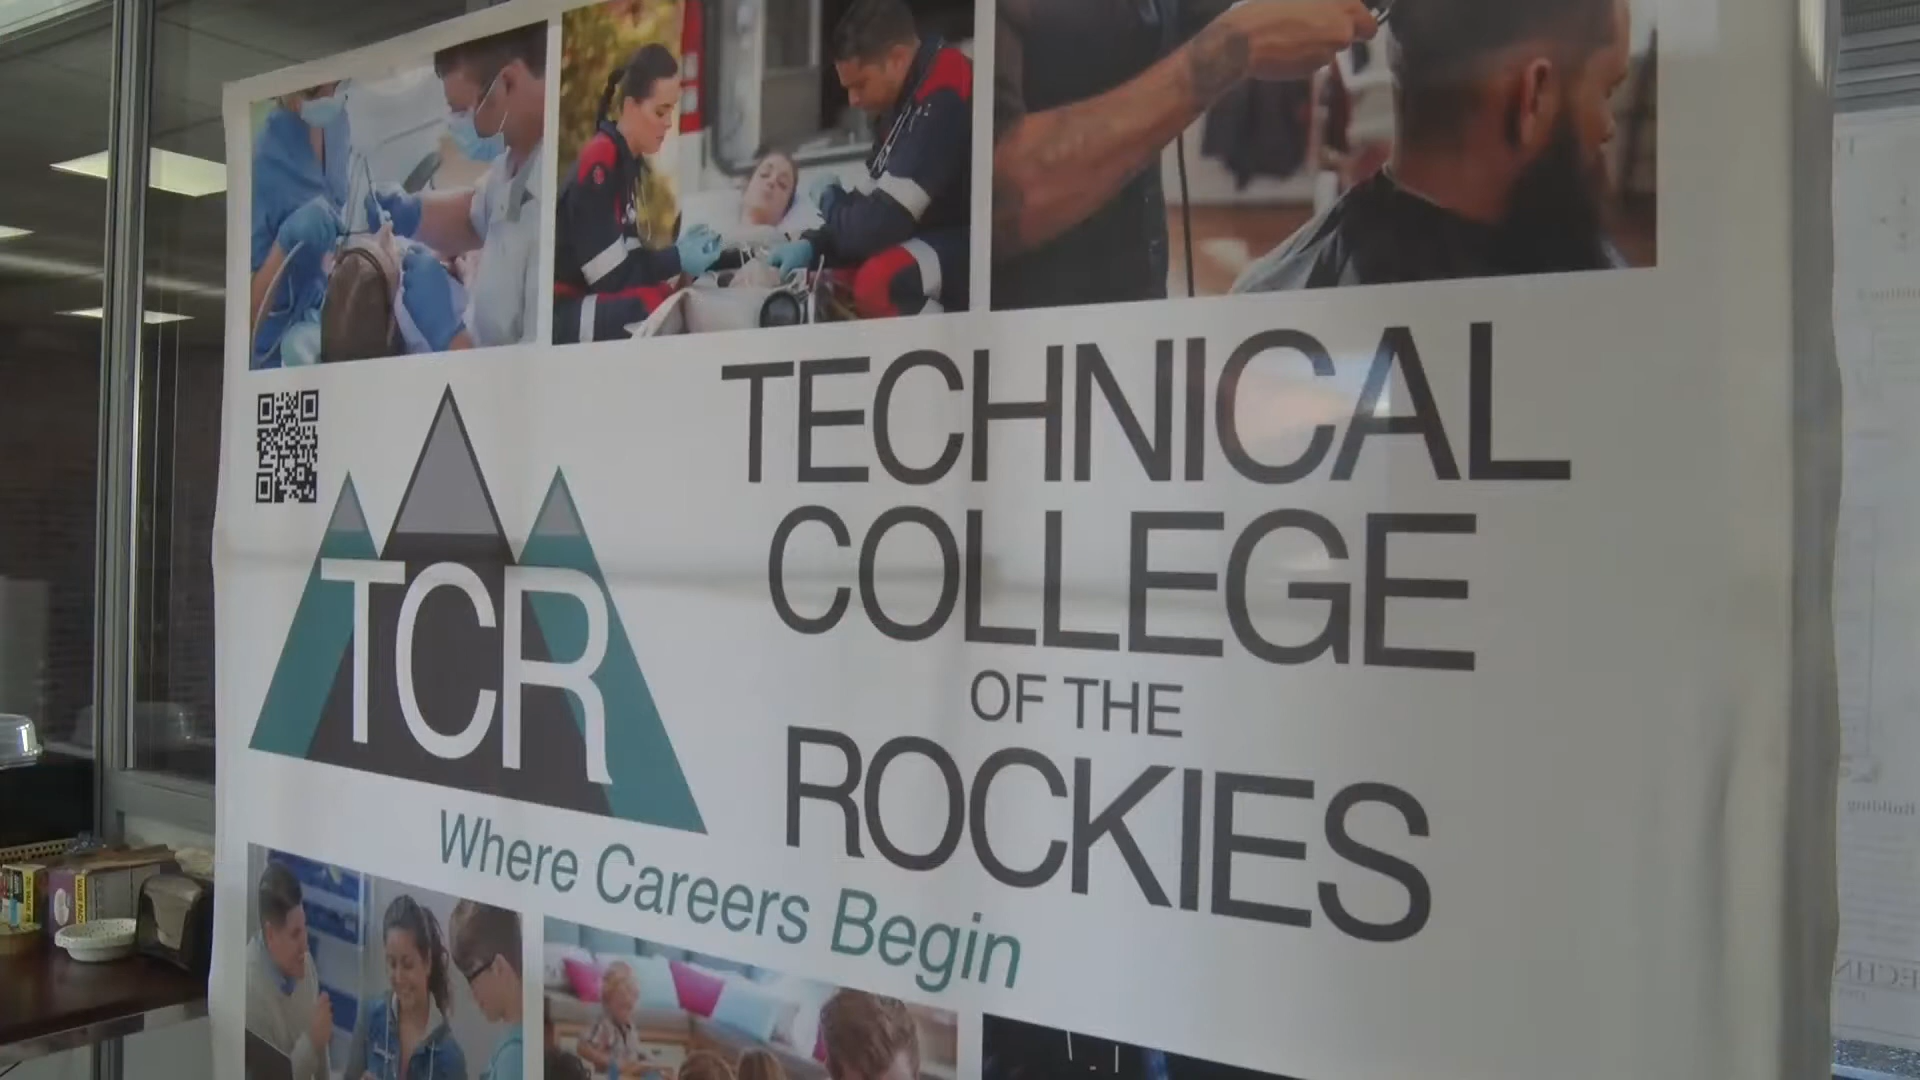 TCR
TECHNICAL
COLLEGE
OF THE
ROCKIES
Where Careers Begin